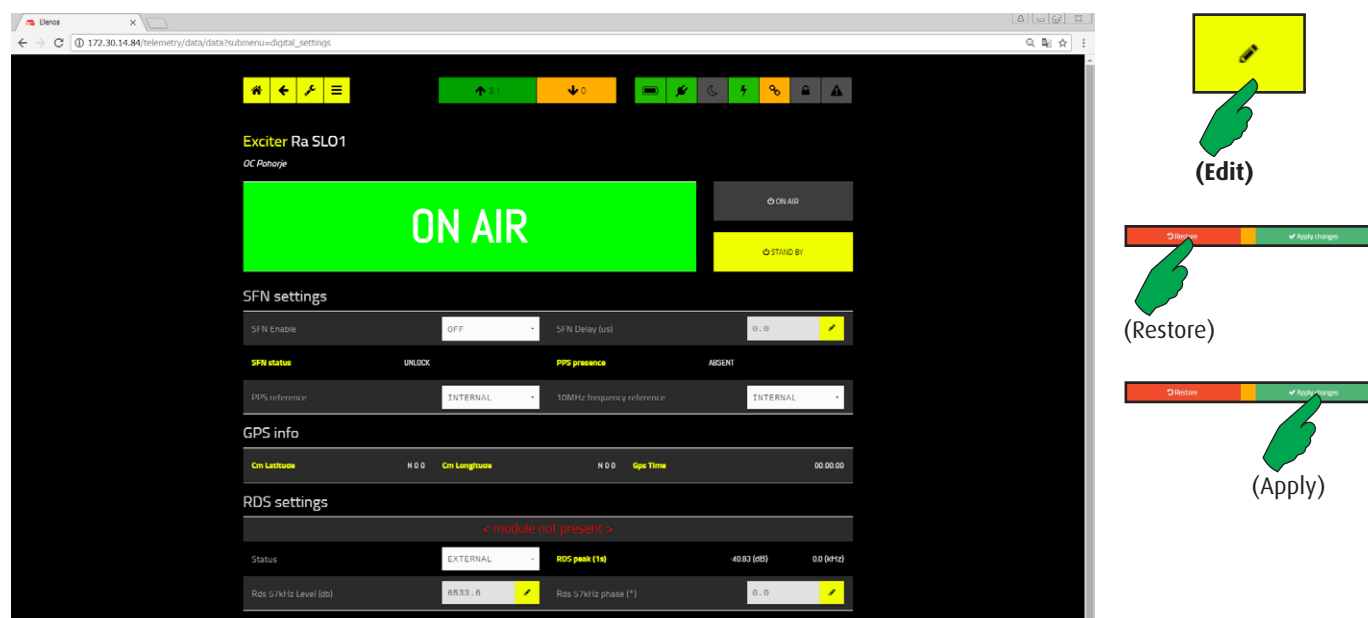 Elenos
172.30.14.84/telemetry/data/data?submenu=digital_settings
3.1 0
Exciter Ra SLO1
OC Pohorje
ON AIR
ON AIR
STAND BY
SFN settings
SFN Enable OFF SFN Delay (us) 0.0
SFN status UNLOCK PPS presence ABSENT
PPS reference INTERNAL 10MHz frequency reference INTERNAL
GPS info
Cm Latitude N 0 0 Cm Longitude N 0 0 Gps Time 00:00:00
RDS settings
< module not present >
Status EXTERNAL RDS peak (1s) -40.83 (dB) 0.0 (kHz)
Rds 57kHz Level (db) 6533.6 Rds 57kHz phase (°) 0.0
(Edit)
Restore Apply changes
(Restore)
Restore Apply changes
(Apply)